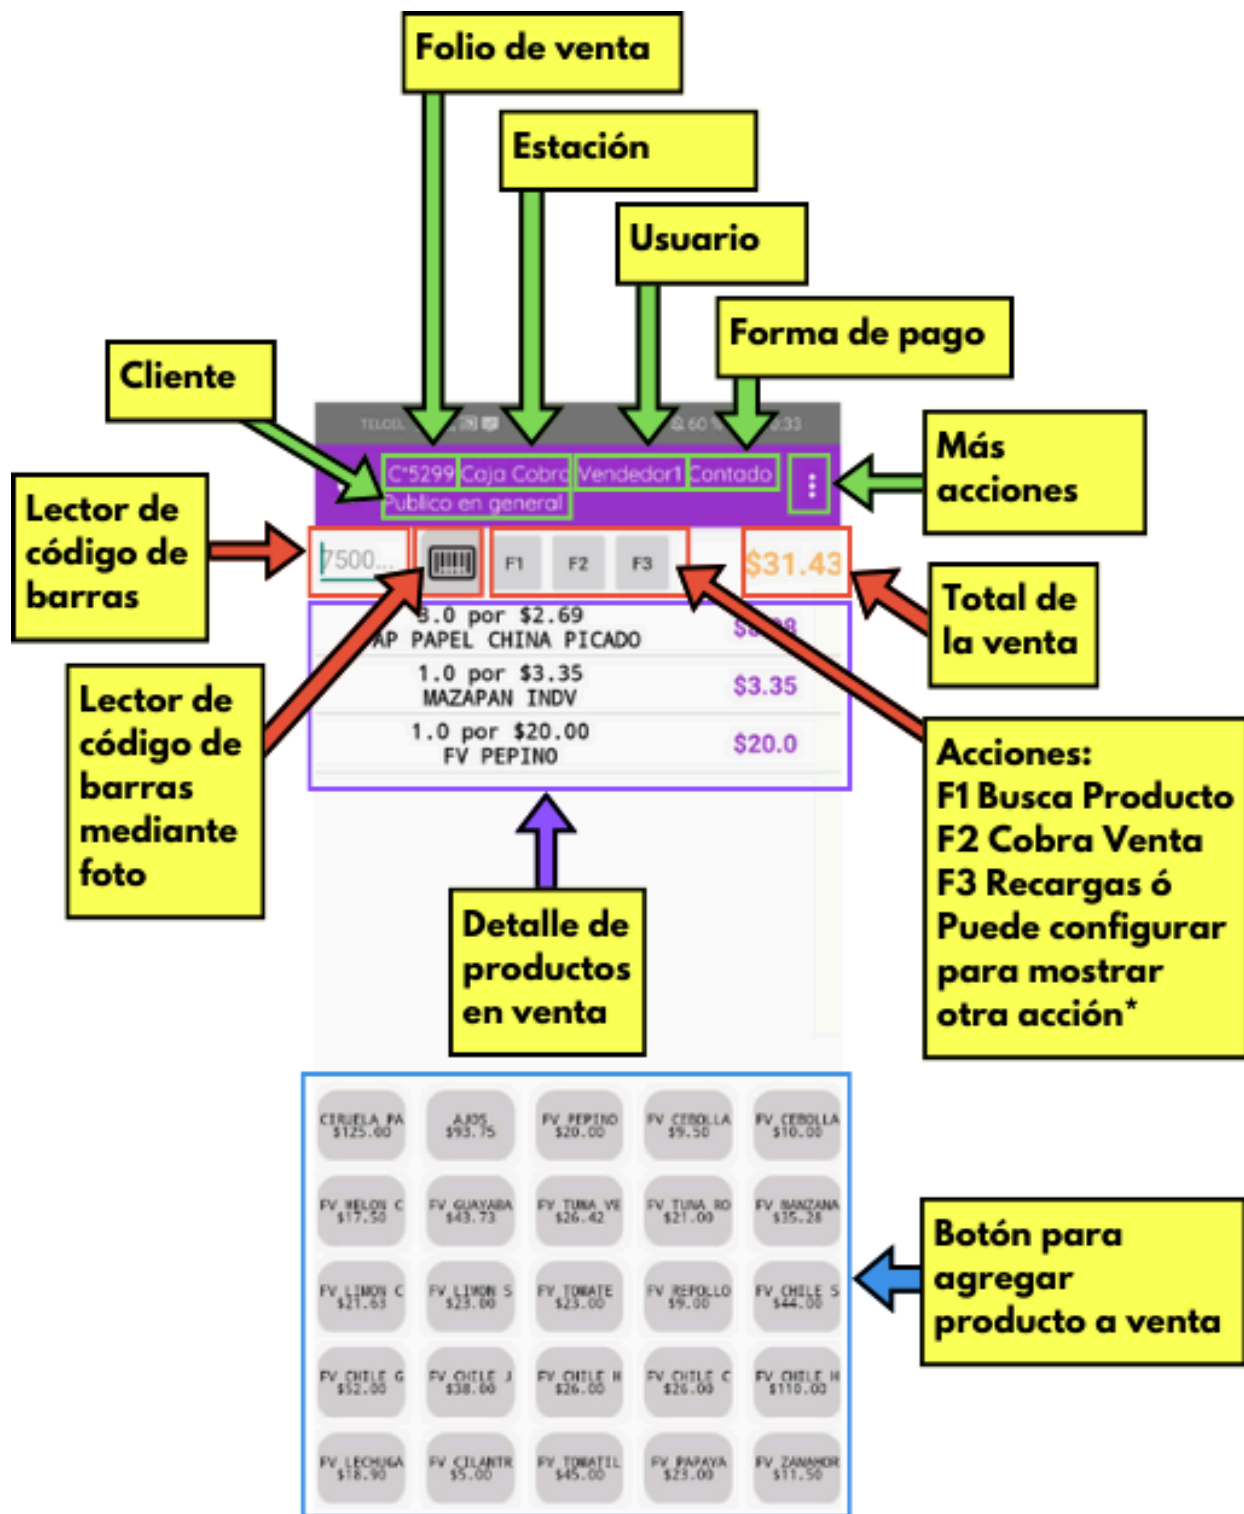 Folio de venta
Estación
Usuario
Forma de pago
Cliente
Más
acciones
Lector de
código de
barras
Lector de
código de
barras
mediante
foto
TELCEL 60 %
C*5299 Caja Cobro Vendedor1 Contado
Publico en general
7500... F1 F2 F3 $31.43
3.0 por $2.69
AP PAPEL CHINA PICADO
1.0 por $3.35
MAZAPAN INDV $3.35
1.0 por $20.00
FV PEPINO $20.0
Total de
la venta
Acciones:
F1 Busca Producto
F2 Cobra Venta
F3 Recargas ó
Puede configurar
para mostrar
otra acción*
Detalle de
productos
en venta
CIRUELA PA AJOS FV PEPINO FV CEBOLLA FV CEBOLLA
$125.00 $93.75 $20.00 $9.50 $10.00
FV MELON C FV GUAYABA FV TUNA VE FV TUNA RO FV MANZANA
$17.50 $43.73 $26.42 $21.00 $35.28
FV LIMON C FV LIMON S FV TOMATE FV REPOLLO FV CHILE S
$21.63 $23.00 $23.00 $9.00 $44.00
FV CHILE G FV CHILE J FV CHILE H FV CHILE C FV CHILE H
$52.00 $38.00 $26.00 $26.00 $110.00
FV LECHUGA FV CILANTR FV TOMATIL FV PAPAYA FV ZANAHOR
$18.90 $5.00 $45.00 $23.00 $11.50
Botón para
agregar
producto a venta